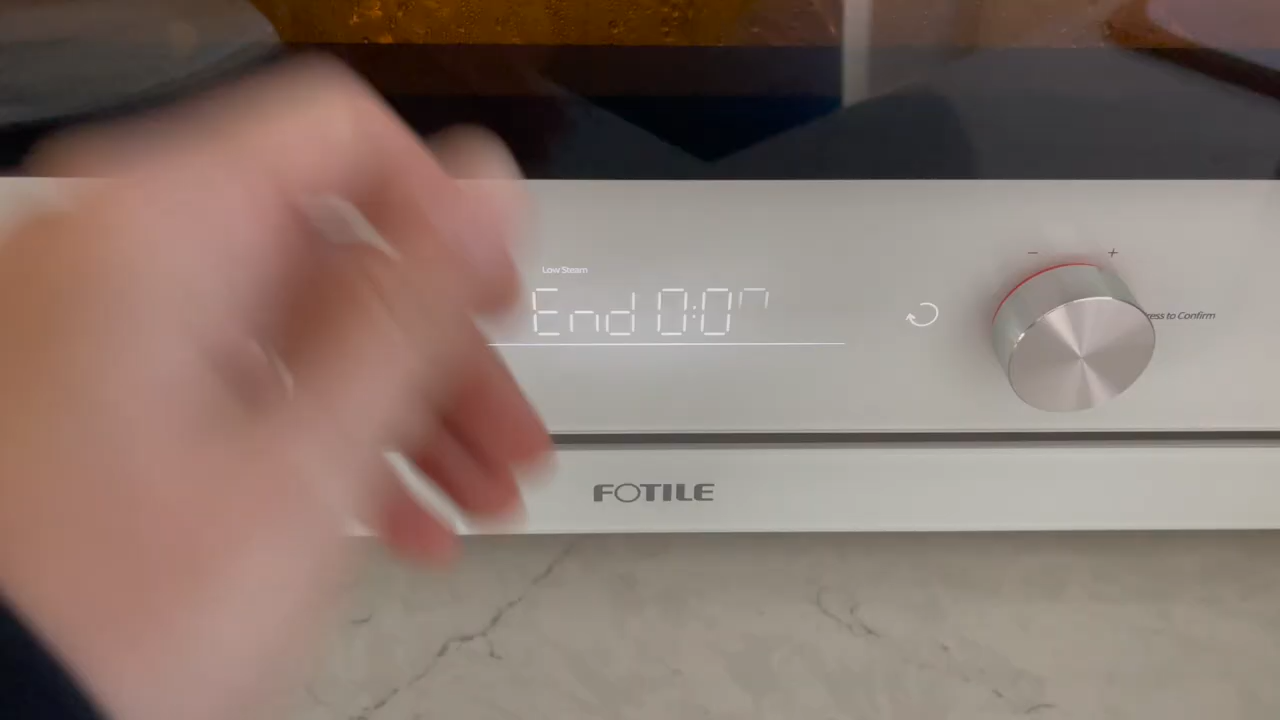 Low Steam
End 0:0
− +
ress to Confirm
FOTILE